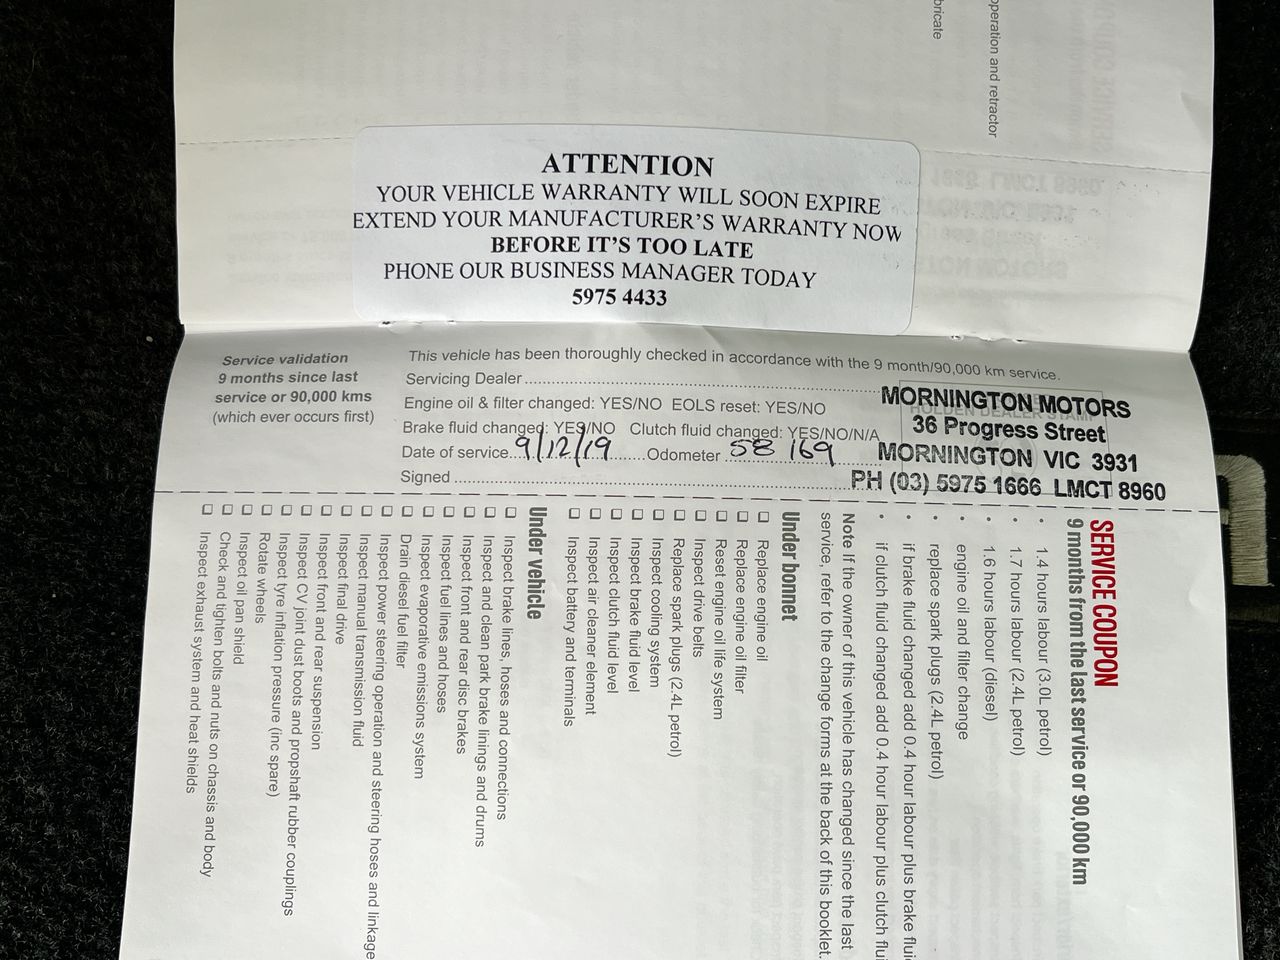 bricate
operation and retractor
ATTENTION
YOUR VEHICLE WARRANTY WILL SOON EXPIRE
EXTEND YOUR MANUFACTURER'S WARRANTY NOW
BEFORE IT'S TOO LATE
PHONE OUR BUSINESS MANAGER TODAY
5975 4433
Service validation
9 months since last
service or 90,000 kms
(which ever occurs first)
This vehicle has been thoroughly checked in accordance with the 9 month/90,000 km service.
Servicing Dealer
Engine oil & filter changed: YES/NO EOLS reset: YES/NO
Brake fluid changed: YES/NO Clutch fluid changed: YES/NO/N/A
Date of service 9/12/19 Odometer 58 169
Signed
HOLDEN DEALER STAMP
MORNINGTON MOTORS
36 Progress Street
MORNINGTON VIC 3931
PH (03) 5975 1666 LMCT 8960
SERVICE COUPON
9 months from the last service or 90,000 km
• 1.4 hours labour (3.0L petrol)
• 1.7 hours labour (2.4L petrol)
• 1.6 hours labour (diesel)
• engine oil and filter change
• replace spark plugs (2.4L petrol)
• if brake fluid changed add 0.4 hour labour plus brake flui
• if clutch fluid changed add 0.4 hour labour plus clutch flui
Note If the owner of this vehicle has changed since the last
service, refer to the change forms at the back of this booklet.
Under bonnet
❑ Replace engine oil
❑ Replace engine oil filter
❑ Reset engine oil life system
❑ Inspect drive belts
❑ Replace spark plugs (2.4L petrol)
❑ Inspect cooling system
❑ Inspect brake fluid level
❑ Inspect clutch fluid level
❑ Inspect air cleaner element
❑ Inspect battery and terminals
Under vehicle
❑ Inspect brake lines, hoses and connections
❑ Inspect and clean park brake linings and drums
❑ Inspect front and rear disc brakes
❑ Inspect fuel lines and hoses
❑ Inspect evaporative emissions system
❑ Drain diesel fuel filter
❑ Inspect power steering operation and steering hoses and linkage
❑ Inspect manual transmission fluid
❑ Inspect final drive
❑ Inspect front and rear suspension
❑ Inspect CV joint dust boots and propshaft rubber couplings
❑ Inspect tyre inflation pressure (inc spare)
❑ Rotate wheels
❑ Inspect oil pan shield
❑ Check and tighten bolts and nuts on chassis and body
❑ Inspect exhaust system and heat shields